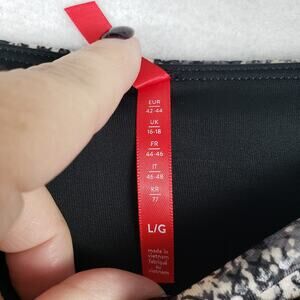 EUR
42-44
UK
16-18
FR
44-46
IT
46-48
RR
77
L/G
made in
vietnam
fabriqué au
vietnam